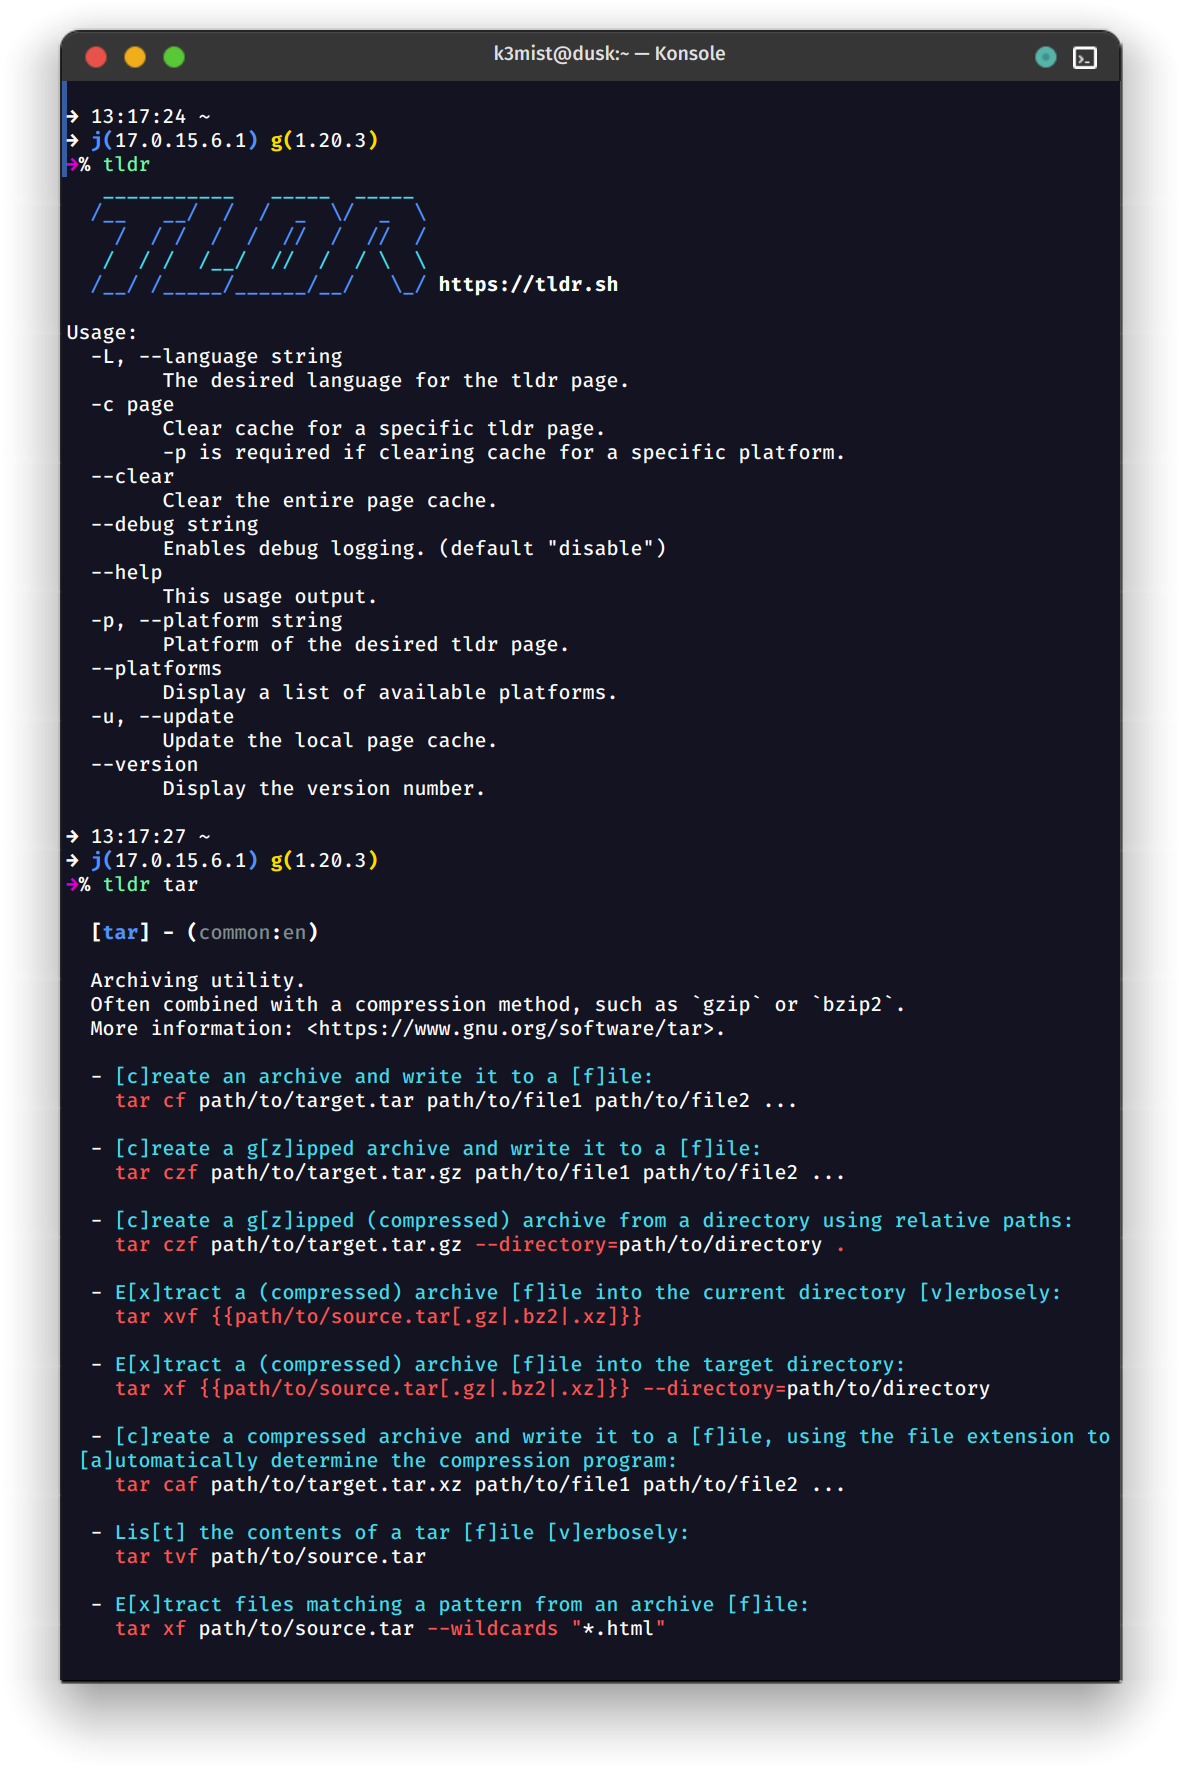 k3mist@dusk:~ — Konsole
➜ 13:17:24 ~
➜ j(17.0.15.6.1) g(1.20.3)
➜% tldr
   ___________   _____  _____
  /__   __/  /  /  _  \/  _  \
    /  / /  /  /  //  /  //  /
   /  / /  /__/  //  /  / \  \
  /__/ /_____/______/__/   \_/ https://tldr.sh
Usage:
  -L, --language string
        The desired language for the tldr page.
  -c page
        Clear cache for a specific tldr page.
        -p is required if clearing cache for a specific platform.
  --clear
        Clear the entire page cache.
  --debug string
        Enables debug logging. (default "disable")
  --help
        This usage output.
  -p, --platform string
        Platform of the desired tldr page.
  --platforms
        Display a list of available platforms.
  -u, --update
        Update the local page cache.
  --version
        Display the version number.
➜ 13:17:27 ~
➜ j(17.0.15.6.1) g(1.20.3)
➜% tldr tar
  [tar] - (common:en)
  Archiving utility.
  Often combined with a compression method, such as `gzip` or `bzip2`.
  More information: <https://www.gnu.org/software/tar>.
  - [c]reate an archive and write it to a [f]ile:
    tar cf path/to/target.tar path/to/file1 path/to/file2 ...
  - [c]reate a g[z]ipped archive and write it to a [f]ile:
    tar czf path/to/target.tar.gz path/to/file1 path/to/file2 ...
  - [c]reate a g[z]ipped (compressed) archive from a directory using relative paths:
    tar czf path/to/target.tar.gz --directory=path/to/directory .
  - E[x]tract a (compressed) archive [f]ile into the current directory [v]erbosely:
    tar xvf {{path/to/source.tar[.gz|.bz2|.xz]}}
  - E[x]tract a (compressed) archive [f]ile into the target directory:
    tar xf {{path/to/source.tar[.gz|.bz2|.xz]}} --directory=path/to/directory
  - [c]reate a compressed archive and write it to a [f]ile, using the file extension to
 [a]utomatically determine the compression program:
    tar caf path/to/target.tar.xz path/to/file1 path/to/file2 ...
  - Lis[t] the contents of a tar [f]ile [v]erbosely:
    tar tvf path/to/source.tar
  - E[x]tract files matching a pattern from an archive [f]ile:
    tar xf path/to/source.tar --wildcards "*.html"